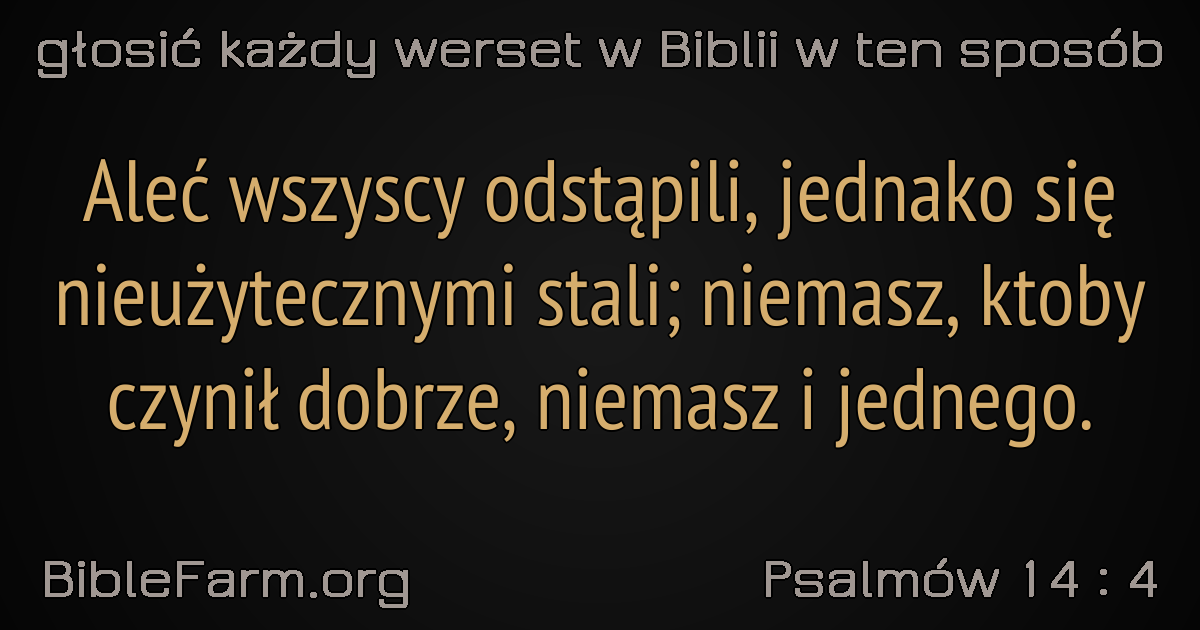 głosić każdy werset w Biblii w ten sposób
Aleć wszyscy odstąpili, jednako się
nieużytecznymi stali; niemasz, ktoby
czynił dobrze, niemasz i jednego.
BibleFarm.org
Psalmów 14 : 4